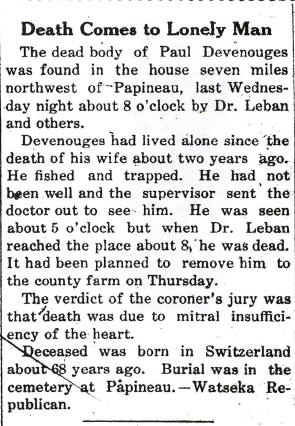 Death Comes to Lonely Man
The dead body of Paul Devenouges
was found in the house seven miles
northwest of Papineau, last Wednes-
day night about 8 o'clock by Dr. Leban
and others.
Devenouges had lived alone since the
death of his wife about two years ago.
He fished and trapped. He had not
been well and the supervisor sent the
doctor out to see him. He was seen
about 5 o'clock but when Dr. Leban
reached the place about 8, he was dead.
It had been planned to remove him to
the county farm on Thursday.
The verdict of the coroner's jury was
that death was due to mitral insuffici-
ency of the heart.
Deceased was born in Switzerland
about 68 years ago. Burial was in the
cemetery at Papineau.—Watseka Re-
publican.